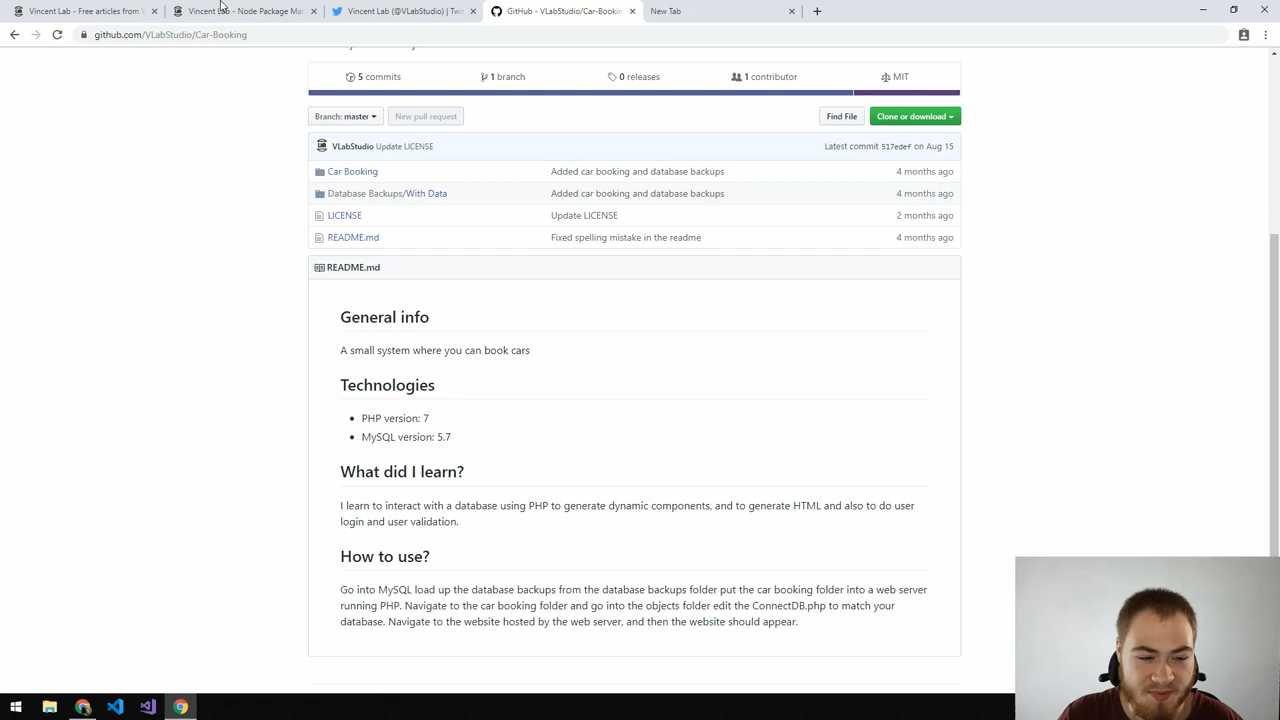 Vincent Lab - Free articles from V
Vincent Lab - Node Package Ma
Vincent Lab (@VLabStudio) | Twi
GitHub - VLabStudio/Car-Booking
New Tab
github.com/VLabStudio/Car-Booking
5 commits
1 branch
0 releases
1 contributor
MIT
Branch: master
New pull request
Find File
Clone or download
VLabStudio Update LICENSE
Latest commit 517edef on Aug 15
Car Booking
Added car booking and database backups
4 months ago
Database Backups/With Data
Added car booking and database backups
4 months ago
LICENSE
Update LICENSE
2 months ago
README.md
Fixed spelling mistake in the readme
4 months ago
README.md
General info
A small system where you can book cars
Technologies
PHP version: 7
MySQL version: 5.7
What did I learn?
I learn to interact with a database using PHP to generate dynamic components, and to generate HTML and also to do user
login and user validation.
How to use?
Go into MySQL load up the database backups from the database backups folder put the car booking folder into a web server
running PHP. Navigate to the car booking folder and go into the objects folder edit the ConnectDB.php to match your
database. Navigate to the website hosted by the web server, and then the website should appear.